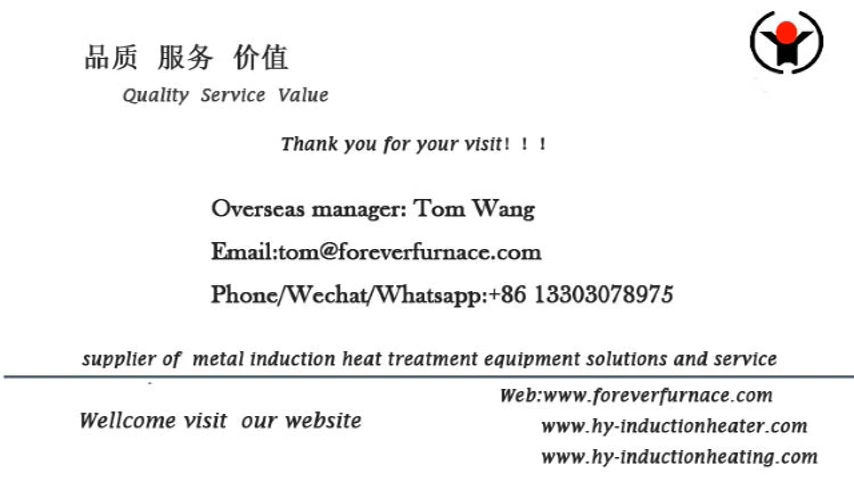 品质 服务 价值
Quality Service Value
Thank you for your visit！！！
Overseas manager: Tom Wang
Email:tom@foreverfurnace.com
Phone/Wechat/Whatsapp:+86 13303078975
supplier of metal induction heat treatment equipment solutions and service
Web:www.foreverfurnace.com
Wellcome visit our website
www.hy-inductionheater.com
www.hy-inductionheating.com